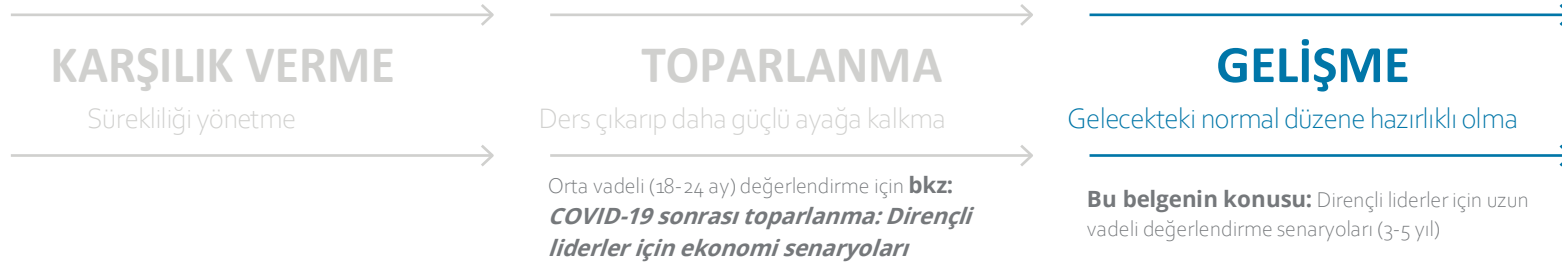 KARŞILIK VERME
Sürekliliği yönetme
TOPARLANMA
Ders çıkarıp daha güçlü ayağa kalkma
Orta vadeli (18-24 ay) değerlendirme için bkz:
COVID-19 sonrası toparlanma: Dirençli
liderler için ekonomi senaryoları
GELİŞME
Gelecekteki normal düzene hazırlıklı olma
Bu belgenin konusu: Dirençli liderler için uzun
vadeli değerlendirme senaryoları (3-5 yıl)